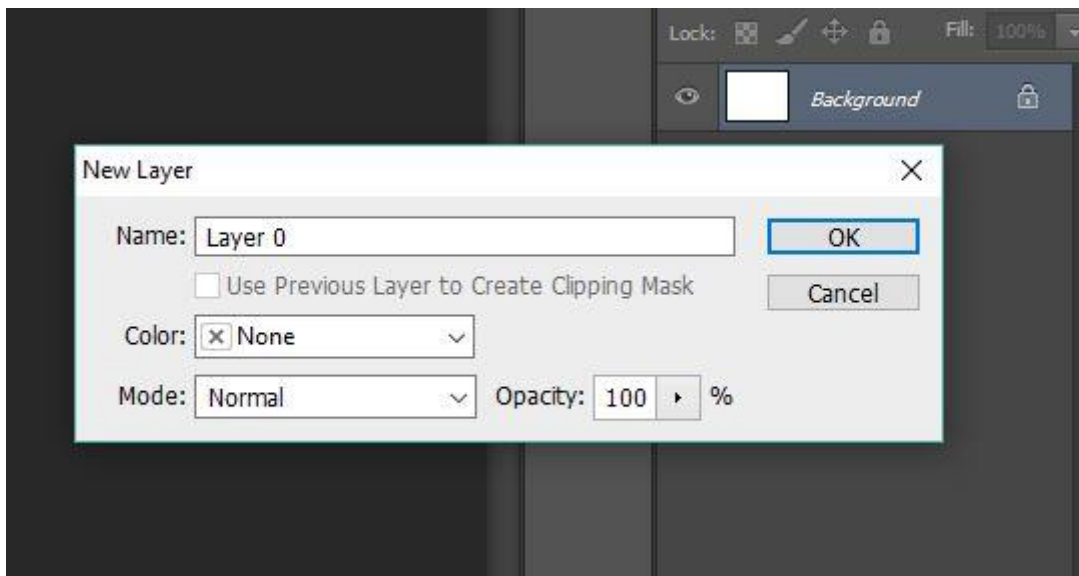 Lock: Fill: 100%
Background
New Layer
Name: Layer 0 OK
Use Previous Layer to Create Clipping Mask
Cancel
Color: None
Mode: Normal Opacity: 100 %